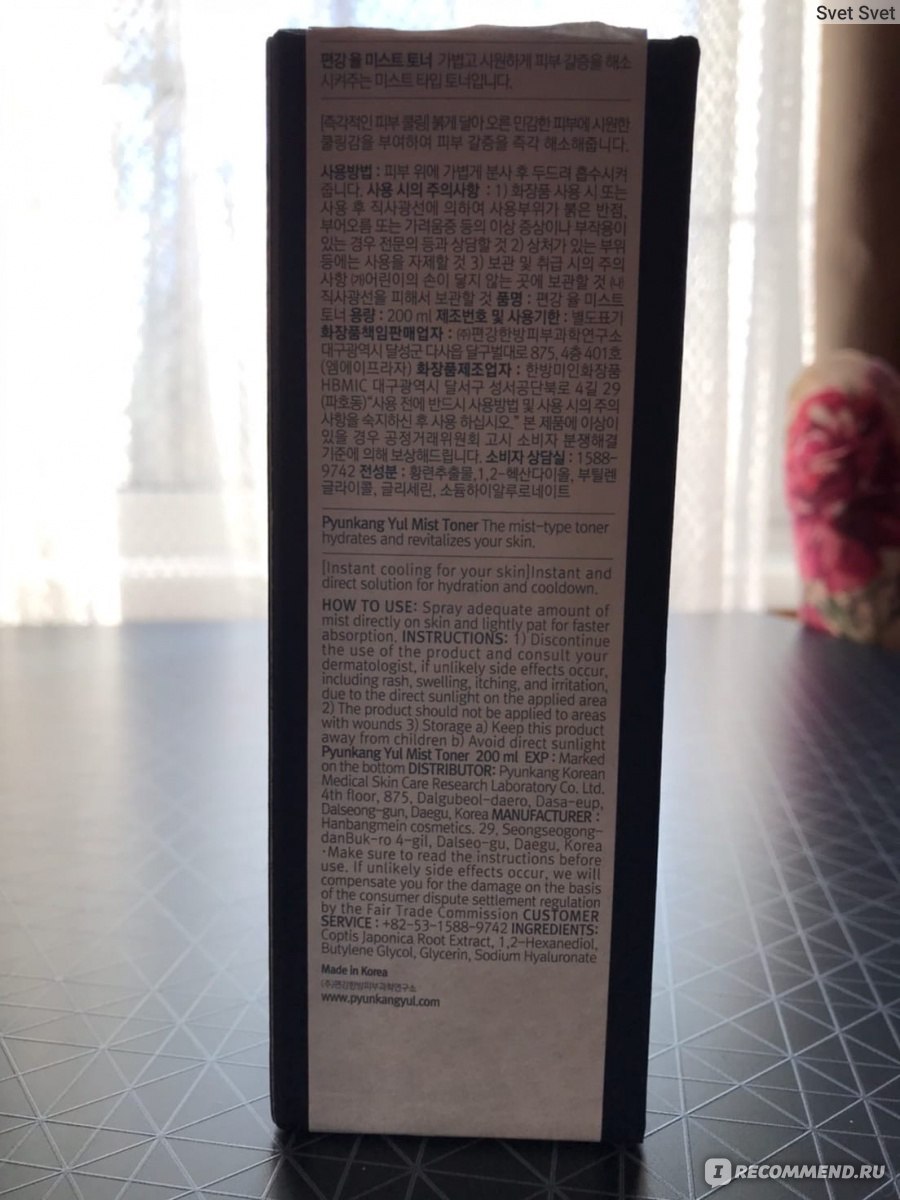 Svet Svet
편강 율 미스트 토너 가볍고 시원하게 피부 갈증을 해소
시켜주는 미스트 타입 토너입니다.
[즉각적인 피부 쿨링] 붉게 달아 오른 민감한 피부에 시원한
쿨링감을 부여하여 피부 갈증을 즉각 해소해줍니다.
사용방법 : 피부 위에 가볍게 분사 후 두드려 흡수시켜
줍니다. 사용 시의 주의사항 : 1) 화장품 사용 시 또는
사용 후 직사광선에 의하여 사용부위가 붉은 반점,
부어오름 또는 가려움증 등의 이상 증상이나 부작용이
있는 경우 전문의 등과 상담할 것 2) 상처가 있는 부위
등에는 사용을 자제할 것 3) 보관 및 취급 시의 주의
사항 (가)어린이의 손이 닿지 않는 곳에 보관할 것 (나)
직사광선을 피해서 보관할 것 품명 : 편강 율 미스트
토너 용량 : 200 ml 제조번호 및 사용기한 : 별도표기
화장품책임판매업자 : ㈜편강한방피부과학연구소
대구광역시 달성군 다사읍 달구벌대로 875, 4층 401호
(엠에이프라자) 화장품제조업자 : 한방미인화장품
HBMIC 대구광역시 달서구 성서공단북로 4길 29
(파호동)"사용 전에 반드시 사용방법 및 사용 시의 주의
사항을 숙지하신 후 사용 하십시오." 본 제품에 이상이
있을 경우 공정거래위원회 고시 소비자 분쟁해결
기준에 의해 보상해드립니다. 소비자 상담실 : 1588-
9742 전성분 : 황련추출물,1,2-헥산다이올, 부틸렌
글라이콜, 글리세린, 소듐하이알루로네이트
Pyunkang Yul Mist Toner The mist-type toner
hydrates and revitalizes your skin.
[Instant cooling for your skin]Instant and
direct solution for hydration and cooldown.
HOW TO USE: Spray adequate amount of
mist directly on skin and lightly pat for faster
absorption. INSTRUCTIONS: 1) Discontinue
the use of the product and consult your
dermatologist, if unlikely side effects occur,
including rash, swelling, itching, and irritation,
due to the direct sunlight on the applied area
2) The product should not be applied to areas
with wounds 3) Storage a) Keep this product
away from children b) Avoid direct sunlight
Pyunkang Yul Mist Toner 200 ml EXP : Marked
on the bottom DISTRIBUTOR: Pyunkang Korean
Medical Skin Care Research Laboratory Co. Ltd.
4th floor, 875, Dalgubeol-daero, Dasa-eup,
Dalseong-gun, Daegu, Korea MANUFACTURER :
Hanbangmein cosmetics. 29, Seongseogong-
danBuk-ro 4-gil, Dalseo-gu, Daegu, Korea
·Make sure to read the instructions before
use. If unlikely side effects occur, we will
compensate you for the damage on the basis
of the consumer dispute settlement regulation
by the Fair Trade Commission CUSTOMER
SERVICE : +82-53-1588-9742 INGREDIENTS:
Coptis Japonica Root Extract, 1,2-Hexanediol,
Butylene Glycol, Glycerin, Sodium Hyaluronate
Made in Korea
(주)편강한방피부과학연구소
www.pyunkangyul.com
I RECOMMEND.RU